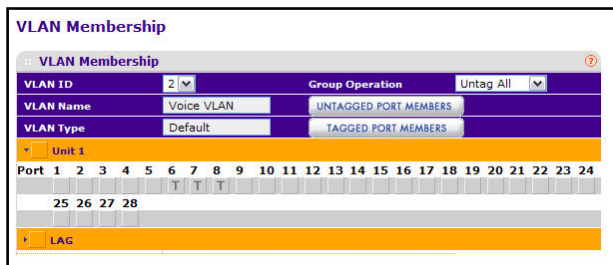 VLAN Membership
:: VLAN Membership ?
VLAN ID 2 Group Operation Untag All
VLAN Name Voice VLAN UNTAGGED PORT MEMBERS
VLAN Type Default TAGGED PORT MEMBERS
Unit 1
Port 1 2 3 4 5 6 7 8 9 10 11 12 13 14 15 16 17 18 19 20 21 22 23 24
T T T
25 26 27 28
LAG